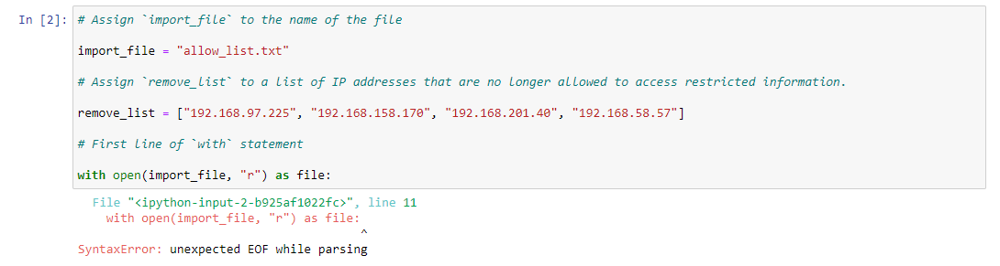 In [2]: # Assign `import_file` to the name of the file
import_file = "allow_list.txt"
# Assign `remove_list` to a list of IP addresses that are no longer allowed to access restricted information.
remove_list = ["192.168.97.225", "192.168.158.170", "192.168.201.40", "192.168.58.57"]
# First line of `with` statement
with open(import_file, "r") as file:
File "<ipython-input-2-b925af1022fc>", line 11
with open(import_file, "r") as file:
^
SyntaxError: unexpected EOF while parsing